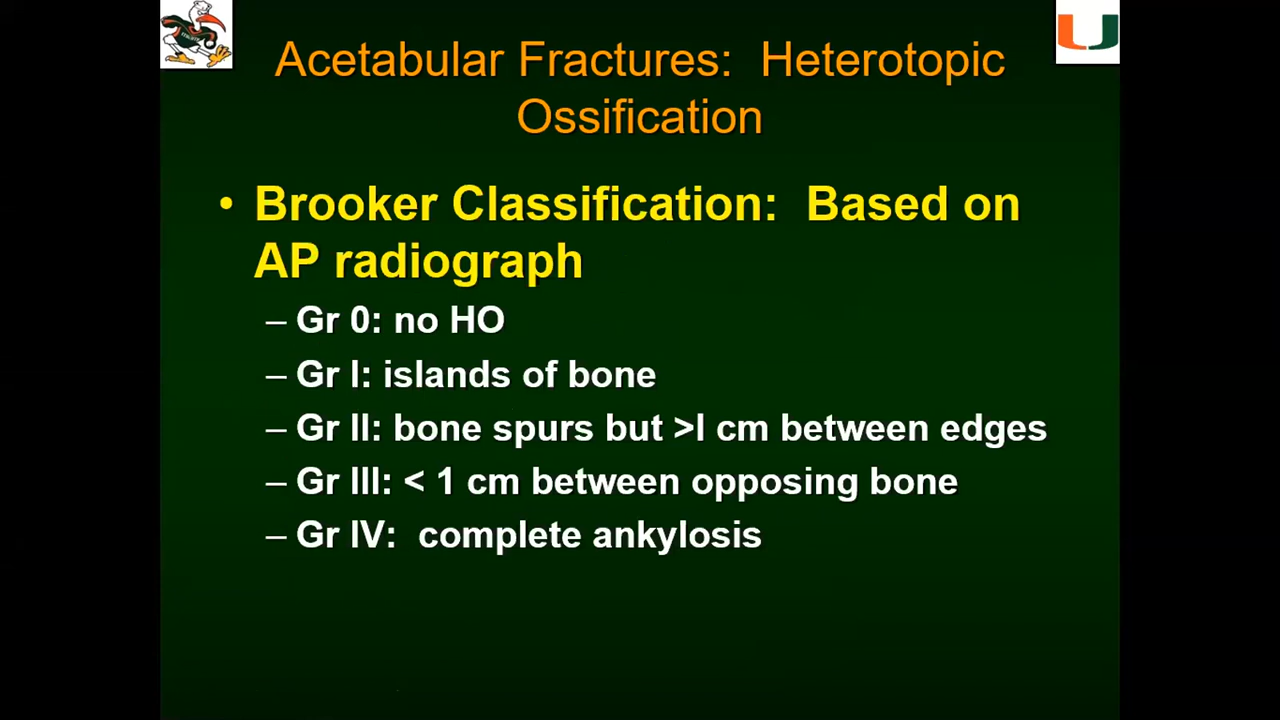 Acetabular Fractures: Heterotopic
Ossification
• Brooker Classification: Based on
AP radiograph
– Gr 0: no HO
– Gr I: islands of bone
– Gr II: bone spurs but >I cm between edges
– Gr III: < 1 cm between opposing bone
– Gr IV: complete ankylosis